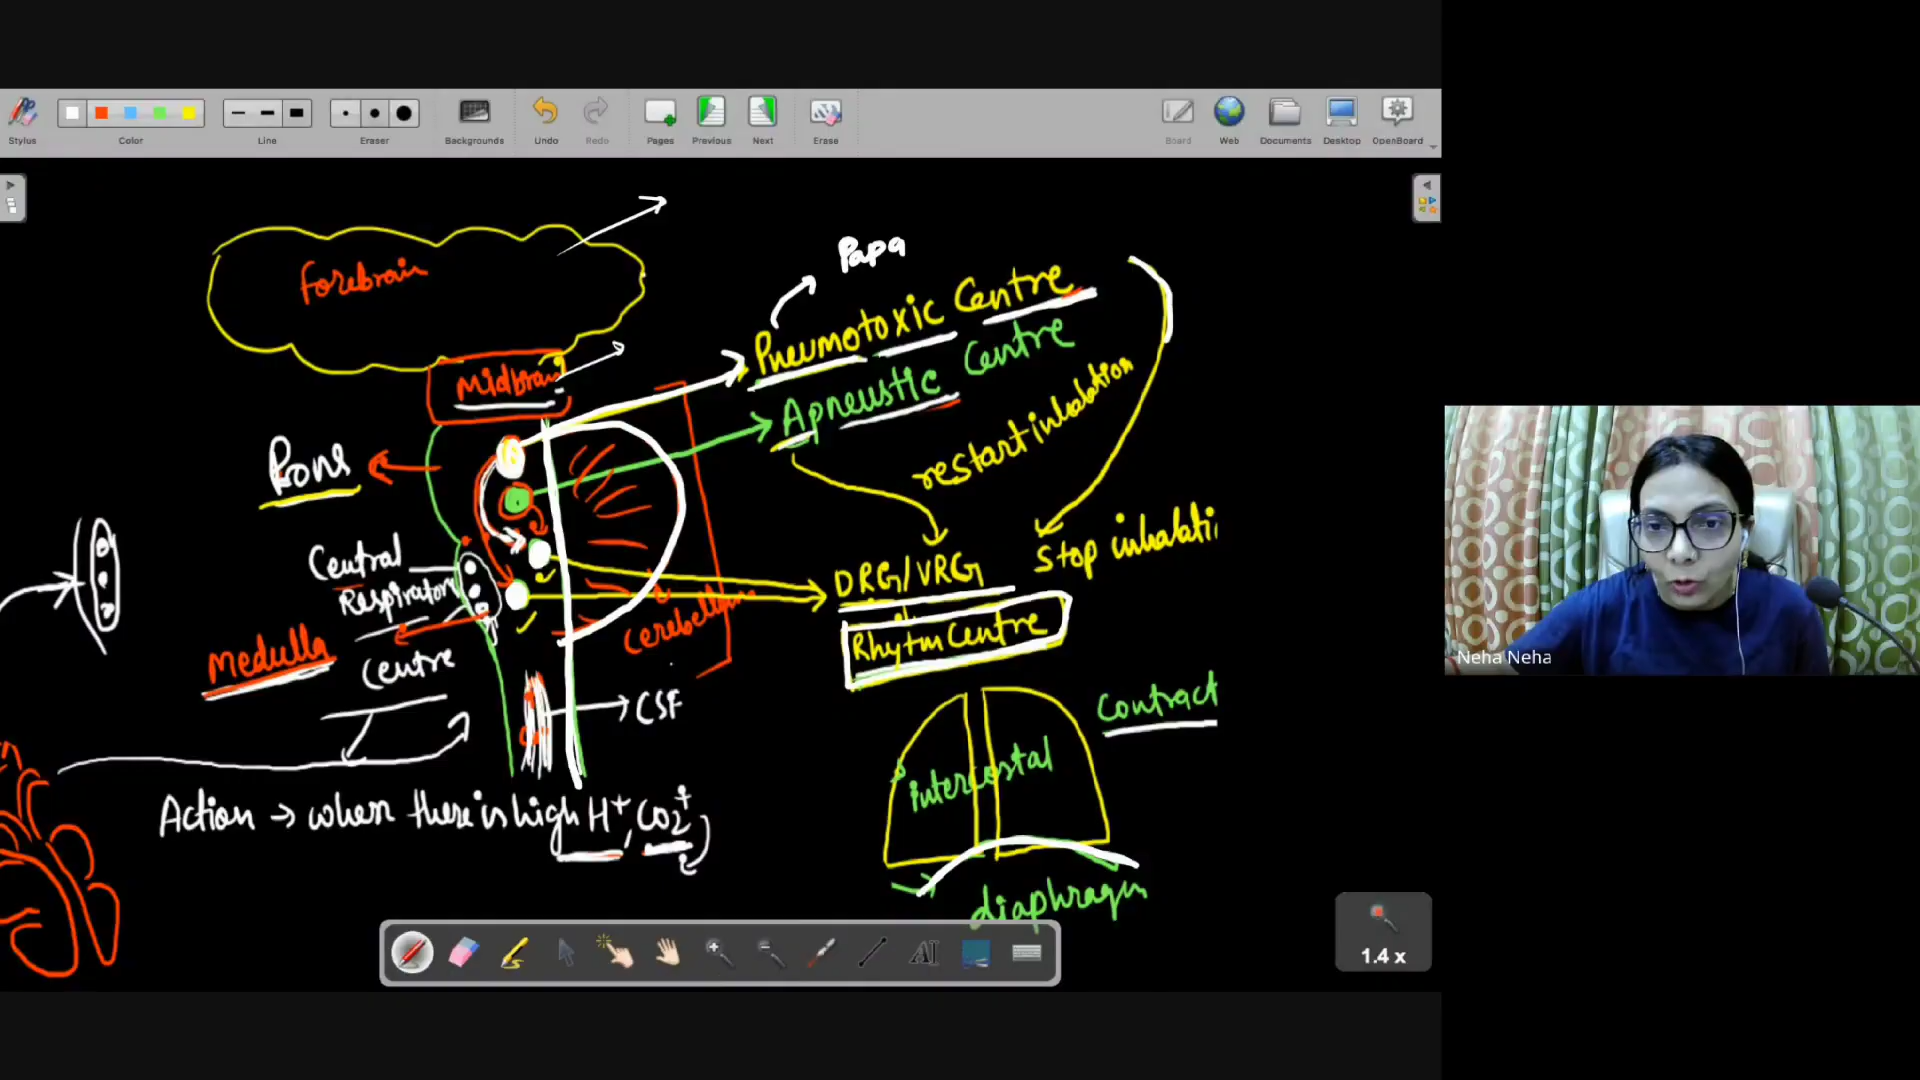 Stylus
Color
Line
Eraser
Backgrounds
Undo
Redo
Pages
Previous
Next
Erase
Board
Web
Documents
Desktop
OpenBoard
Papa
forebrain
Pneumotoxic Centre
Midbrain
Apneustic Centre
restart inhalation
Pons
Central
Respiratory
Centre
Medulla
DRG/VRG
Stop inhalati
Rhytm Centre
cerebellum
CSF
Contract
intercostal
diaphragm
Action → when there is high H+, CO2+
Neha Neha
AI
1.4 x